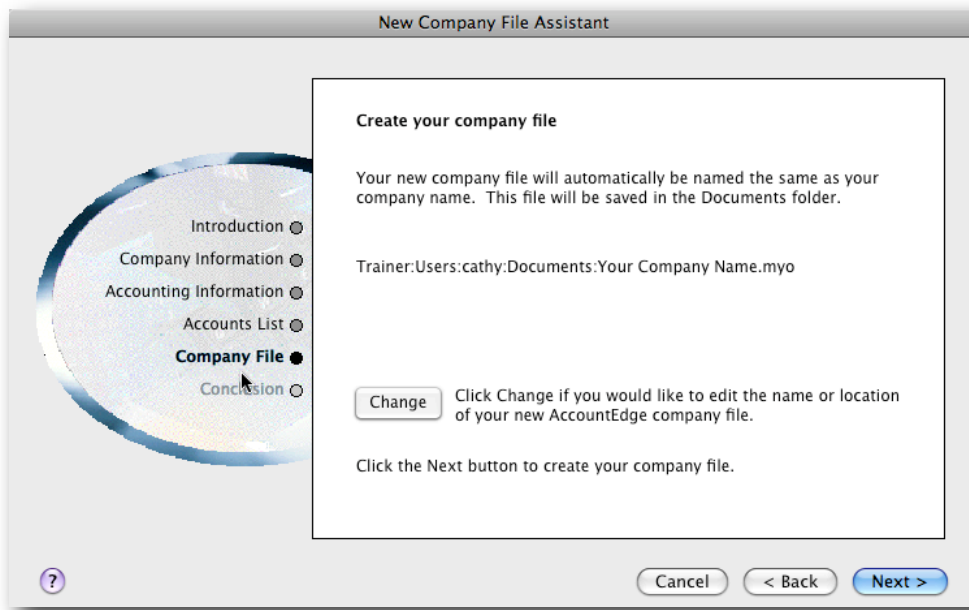 New Company File Assistant
Introduction
Company Information
Accounting Information
Accounts List
Company File
Conclusion
Create your company file
Your new company file will automatically be named the same as your
company name.  This file will be saved in the Documents folder.
Trainer:Users:cathy:Documents:Your Company Name.myo
Change
Click Change if you would like to edit the name or location
of your new AccountEdge company file.
Click the Next button to create your company file.
?
Cancel
< Back
Next >